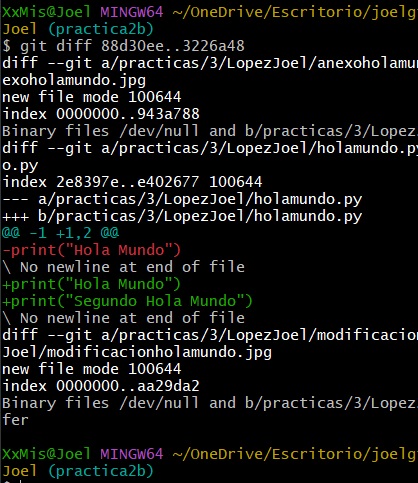 XxMis@Joel MINGW64 ~/OneDrive/Escritorio/joelg
Joel (practica2b)
$ git diff 88d30ee..3226a48
diff --git a/practicas/3/LopezJoel/anexoholamu
exoholamundo.jpg
new file mode 100644
index 0000000..943a788
Binary files /dev/null and b/practicas/3/Lopez
diff --git a/practicas/3/LopezJoel/holamundo.py
o.py
index 2e8397e..e402677 100644
--- a/practicas/3/LopezJoel/holamundo.py
+++ b/practicas/3/LopezJoel/holamundo.py
@@ -1 +1,2 @@
-print("Hola Mundo")
\ No newline at end of file
+print("Hola Mundo")
+print("Segundo Hola Mundo")
\ No newline at end of file
diff --git a/practicas/3/LopezJoel/modificacion
Joel/modificacionholamundo.jpg
new file mode 100644
index 0000000..aa29da2
Binary files /dev/null and b/practicas/3/Lopez
fer
XxMis@Joel MINGW64 ~/OneDrive/Escritorio/joelg
Joel (practica2b)